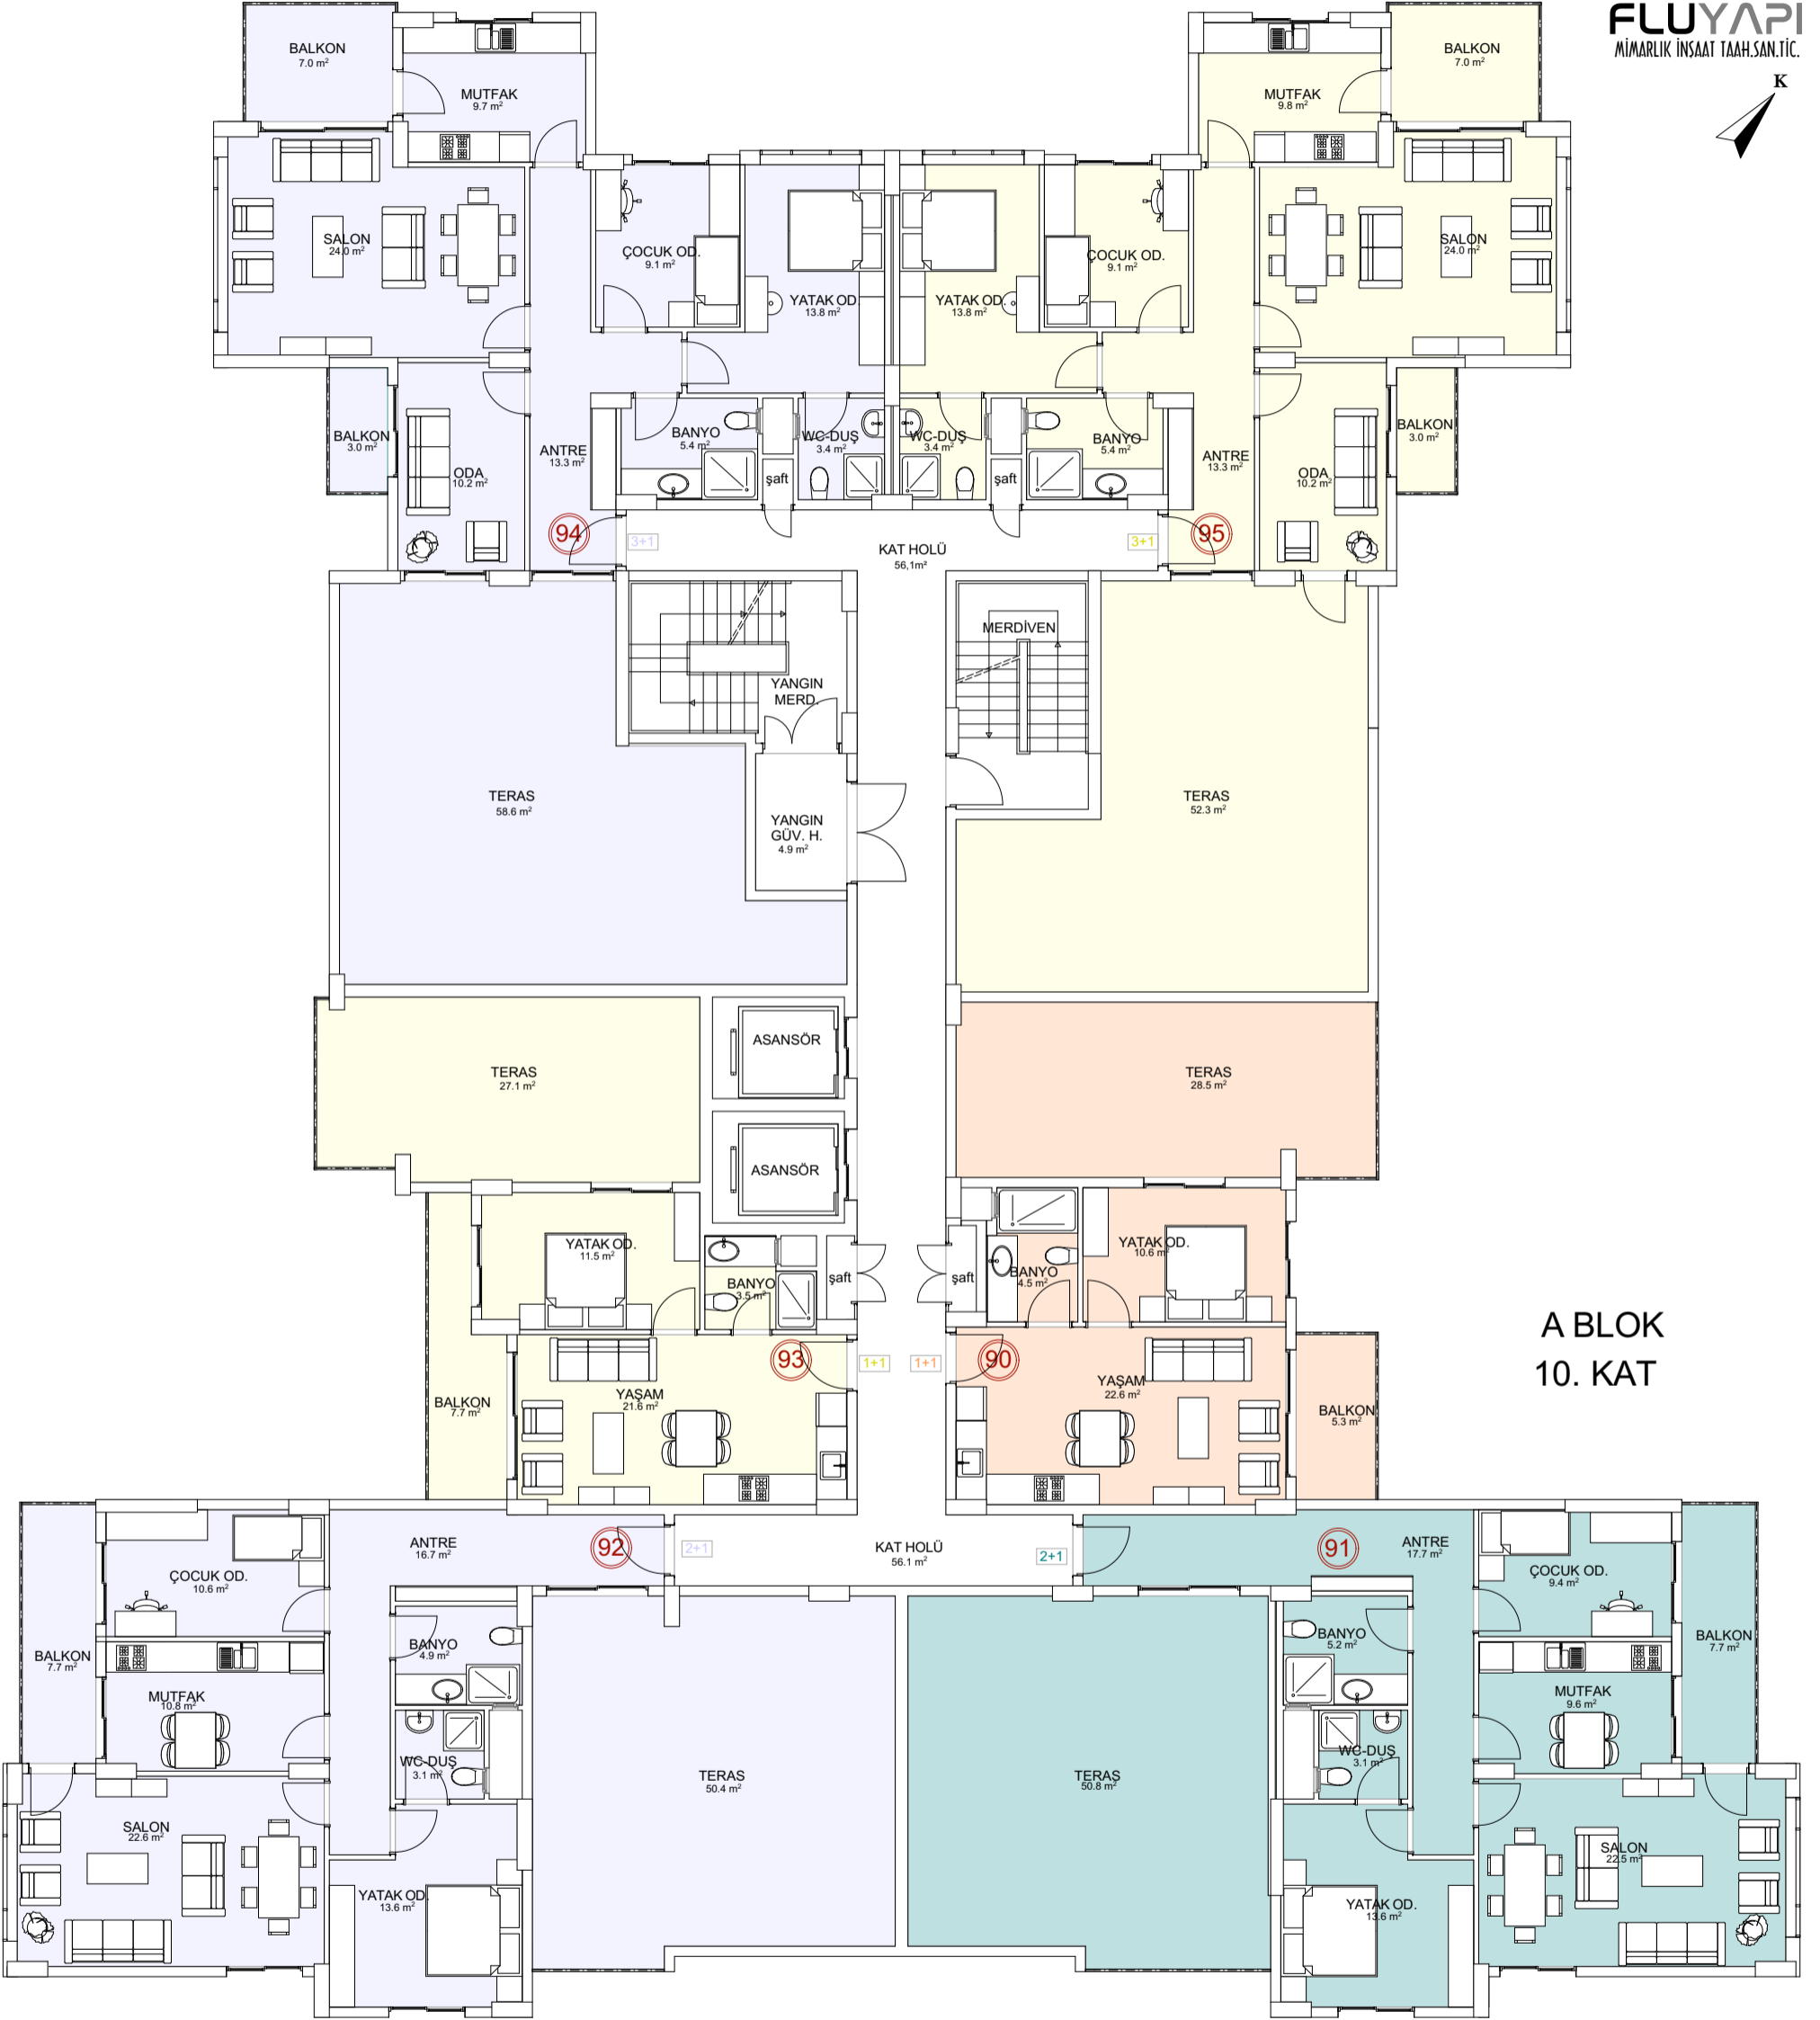 FLUYAPI
MİMARLIK İNŞAAT TAAH.SAN.TİC.
K
BALKON
7.0 m²
MUTFAK
9.7 m²
MUTFAK
9.8 m²
BALKON
7.0 m²
SALON
24.0 m²
ÇOCUK OD.
9.1 m²
YATAK OD.
13.8 m²
YATAK OD.
13.8 m²
ÇOCUK OD.
9.1 m²
SALON
24.0 m²
BALKON
3.0 m²
ODA
10.2 m²
ANTRE
13.3 m²
BANYO
5.4 m²
şaft
WC-DUŞ
3.4 m²
WC-DUŞ
3.4 m²
şaft
BANYO
5.4 m²
ANTRE
13.3 m²
ODA
10.2 m²
BALKON
3.0 m²
94
3+1
KAT HOLÜ
56,1m²
3+1
95
MERDİVEN
YANGIN
MERD.
TERAS
58.6 m²
YANGIN
GÜV. H.
4.9 m²
TERAS
52.3 m²
ASANSÖR
TERAS
27.1 m²
TERAS
28.5 m²
ASANSÖR
YATAK OD.
11.5 m²
BANYO
3.5 m²
şaft
şaft
BANYO
4.5 m²
YATAK OD.
10.6 m²
A BLOK
10. KAT
93
1+1
1+1
90
BALKON
7.7 m²
YAŞAM
21.6 m²
YAŞAM
22.6 m²
BALKON
5.3 m²
ANTRE
16.7 m²
92
2+1
KAT HOLÜ
56.1 m²
2+1
91
ANTRE
17.7 m²
ÇOCUK OD.
10.6 m²
ÇOCUK OD.
9.4 m²
BALKON
7.7 m²
BANYO
4.9 m²
BANYO
5.2 m²
BALKON
7.7 m²
MUTFAK
10.8 m²
MUTFAK
9.6 m²
WC-DUŞ
3.1 m²
TERAS
50.4 m²
TERAS
50.8 m²
WC-DUŞ
3.1 m²
SALON
22.6 m²
SALON
22.5 m²
YATAK OD.
13.6 m²
YATAK OD.
13.6 m²